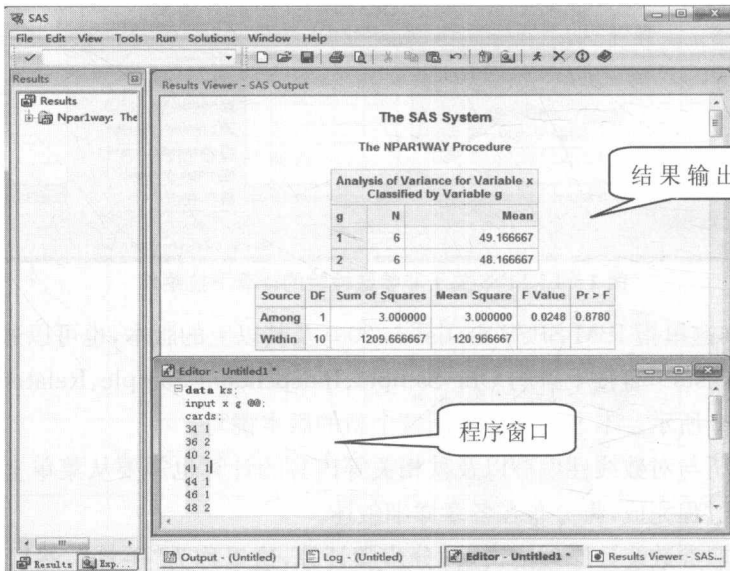 SAS
File Edit View Tools Run Solutions Window Help
Results
Results
Npar1way: The
Results Viewer - SAS Output
The SAS System
The NPAR1WAY Procedure
Analysis of Variance for Variable x
Classified by Variable g
g N Mean
1 6 49.166667
2 6 48.166667
Source DF Sum of Squares Mean Square F Value Pr > F
Among 1 3.000000 3.000000 0.0248 0.8780
Within 10 1209.666667 120.966667
结果输出
Editor - Untitled1 *
data ks;
input x g @@;
cards;
34 1
36 2
40 2
41 1
44 1
46 1
48 2
程序窗口
Results Exp...
Output - (Untitled) Log - (Untitled) Editor - Untitled1 * Results Viewer - SAS...